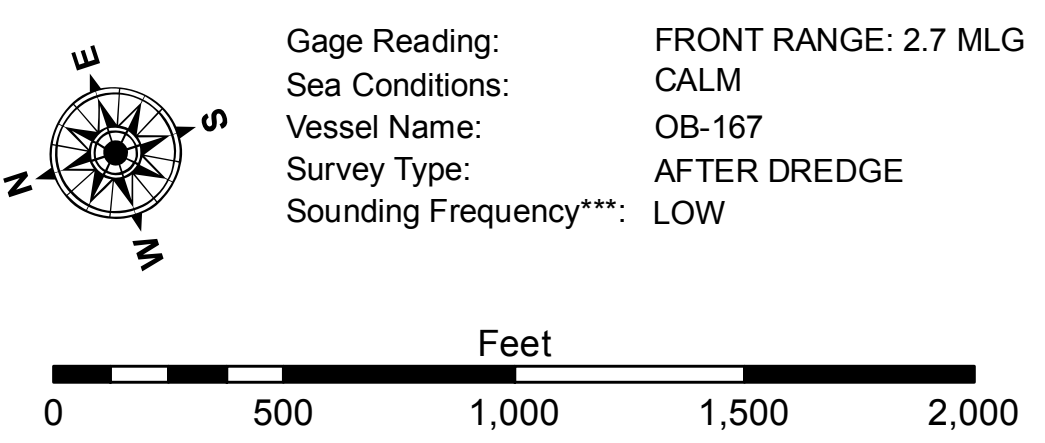 E
S
N
W
Gage Reading: FRONT RANGE: 2.7 MLG
Sea Conditions: CALM
Vessel Name: OB-167
Survey Type: AFTER DREDGE
Sounding Frequency***: LOW
Feet
0 500 1,000 1,500 2,000